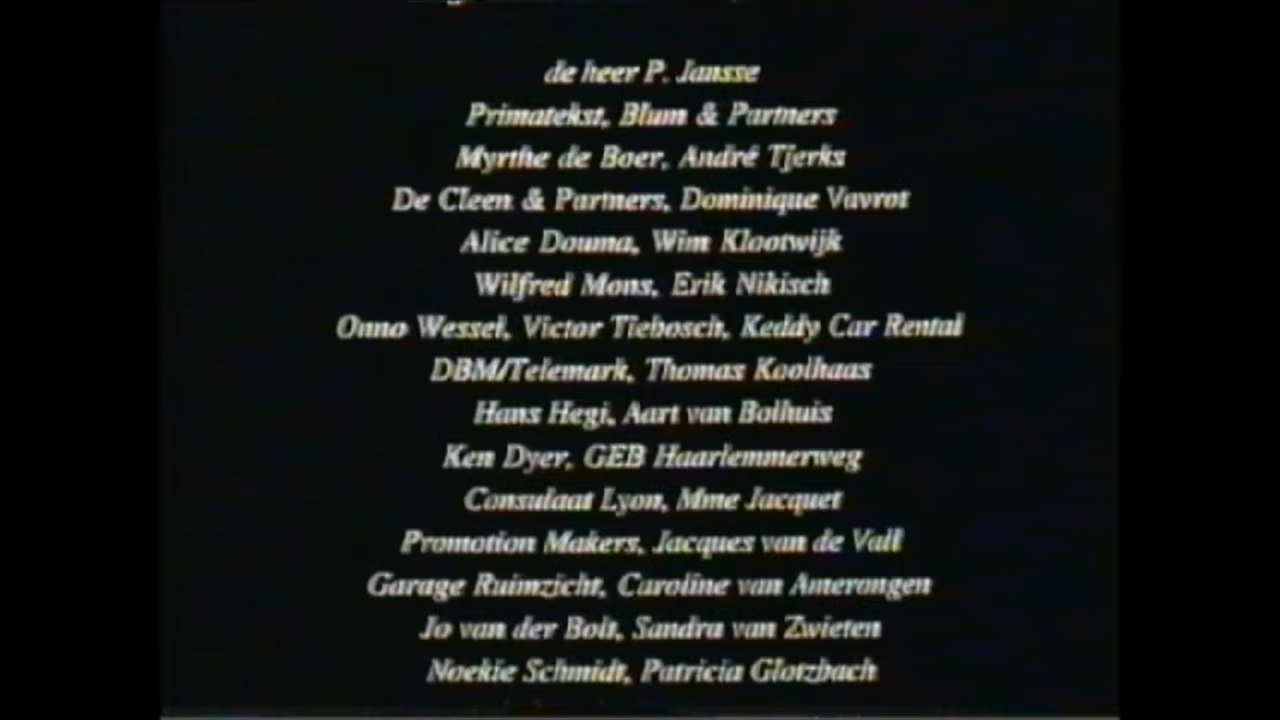 de heer P. Jansse
Primatekst, Blum & Partners
Myrthe de Boer, André Tjerks
De Cleen & Partners, Dominique Vavrot
Alice Douma, Wim Klootwijk
Wilfred Mons, Erik Nikisch
Onno Wessel, Victor Tiebosch, Keddy Car Rental
DBM/Telemark, Thomas Koolhaas
Hans Hegi, Aart van Bolhuis
Ken Dyer, GEB Haarlemmerweg
Consulaat Lyon, Mme Jacquet
Promotion Makers, Jacques van de Vall
Garage Ruimzicht, Caroline van Amerongen
Jo van der Bolt, Sandra van Zwieten
Noekie Schmidt, Patricia Glotzbach